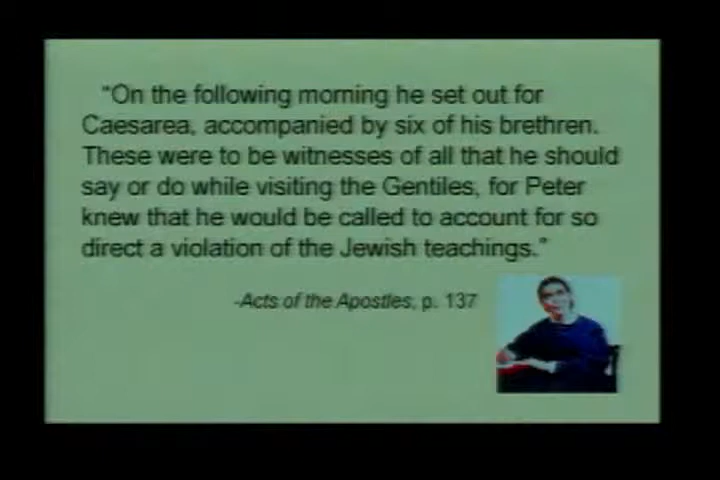 “On the following morning he set out for
Caesarea, accompanied by six of his brethren.
These were to be witnesses of all that he should
say or do while visiting the Gentiles, for Peter
knew that he would be called to account for so
direct a violation of the Jewish teachings.”
-Acts of the Apostles, p. 137